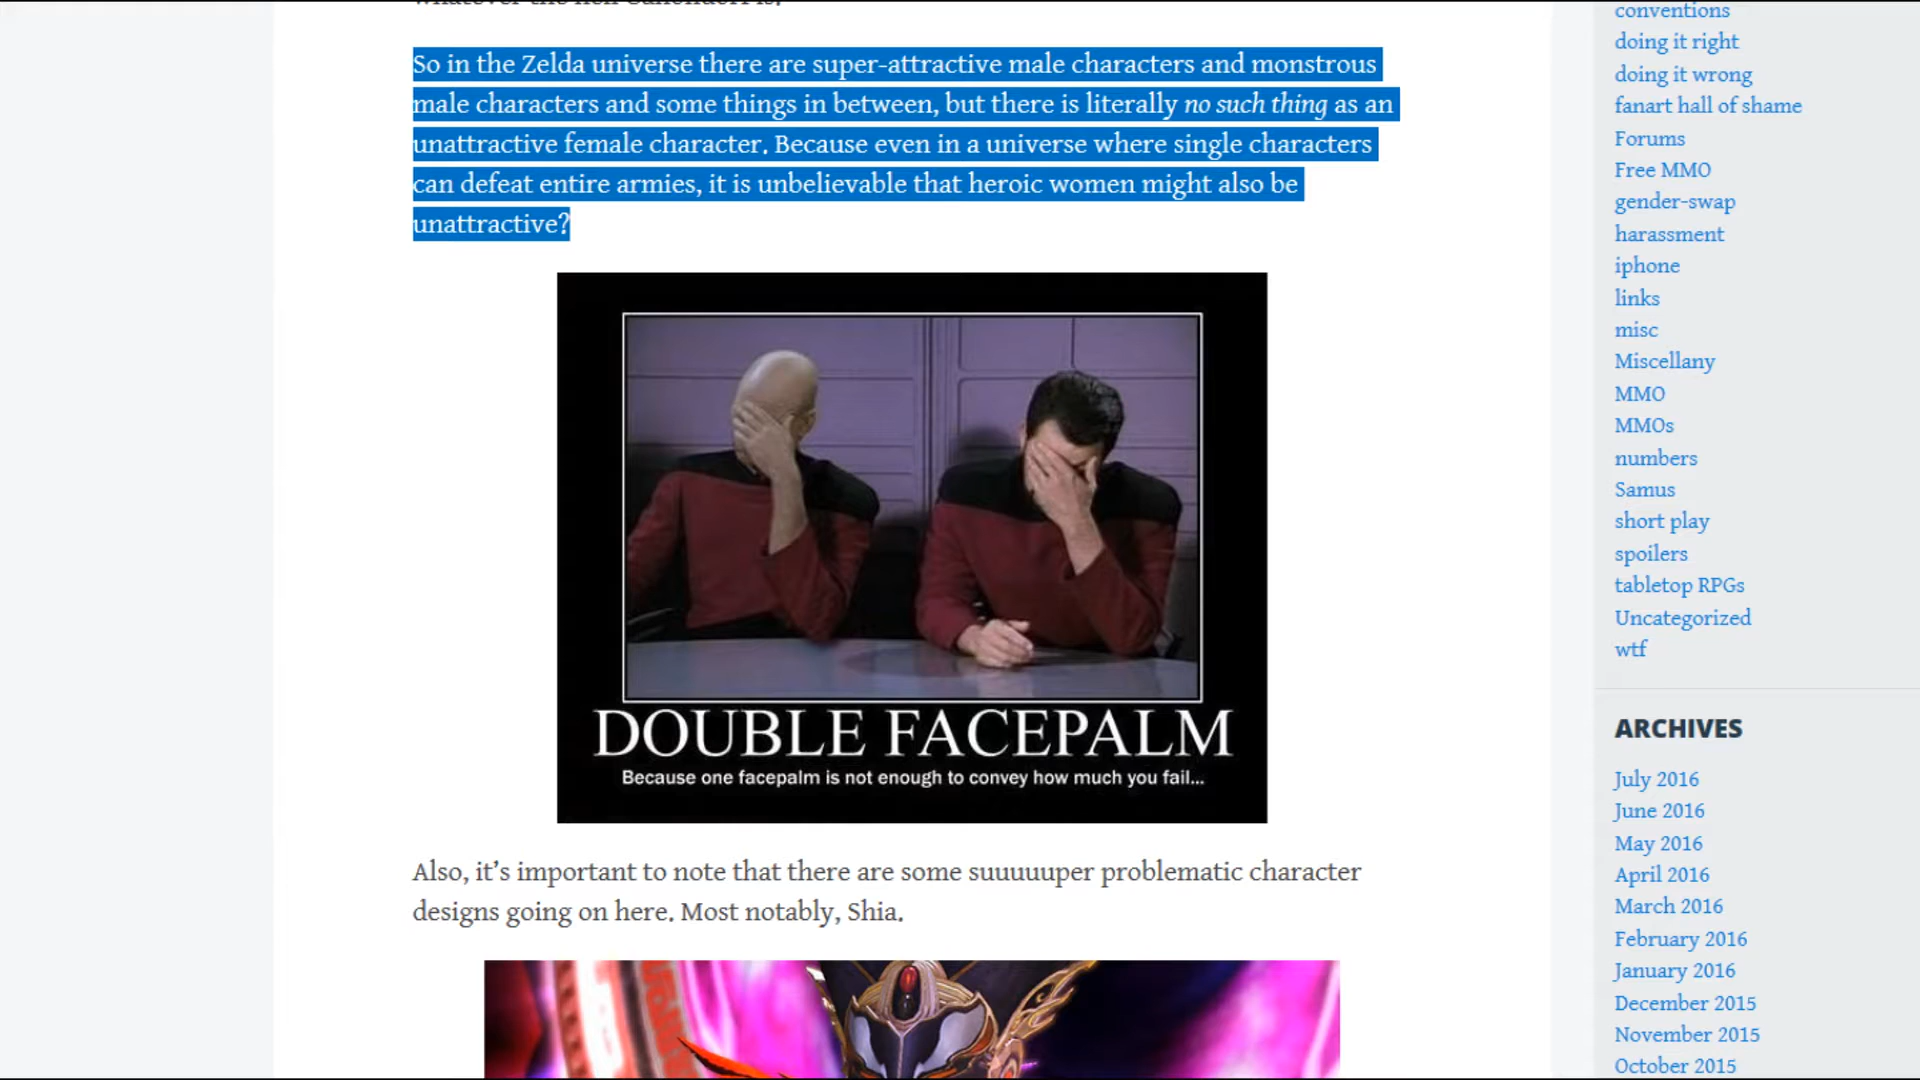 So in the Zelda universe there are super-attractive male characters and monstrous
male characters and some things in between, but there is literally no such thing as an
unattractive female character. Because even in a universe where single characters
can defeat entire armies, it is unbelievable that heroic women might also be
unattractive?
DOUBLE FACEPALM
Because one facepalm is not enough to convey how much you fail...
Also, it’s important to note that there are some suuuuuper problematic character
designs going on here. Most notably, Shia.
conventions
doing it right
doing it wrong
fanart hall of shame
Forums
Free MMO
gender-swap
harassment
iphone
links
misc
Miscellany
MMO
MMOs
numbers
Samus
short play
spoilers
tabletop RPGs
Uncategorized
wtf
ARCHIVES
July 2016
June 2016
May 2016
April 2016
March 2016
February 2016
January 2016
December 2015
November 2015
October 2015